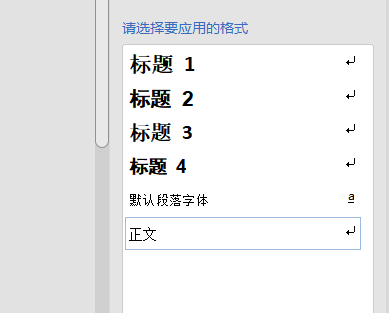 请选择要应用的格式
标题 1 ↵
标题 2 ↵
标题 3 ↵
标题 4 ↵
默认段落字体 a
正文 ↵